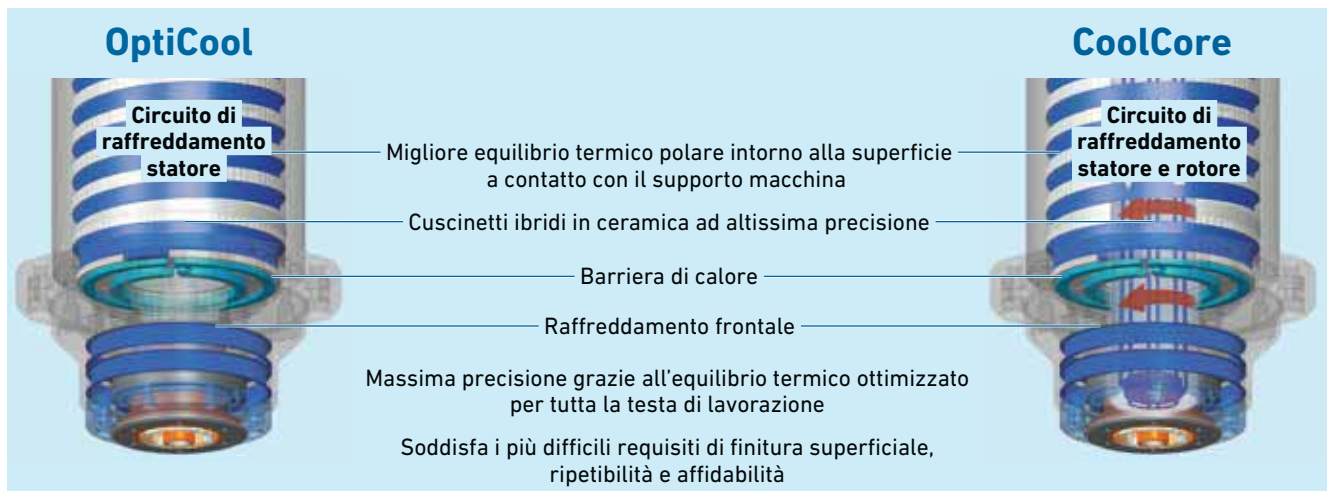 OptiCool
CoolCore
Circuito di
raffreddamento
statore
Circuito di
raffreddamento
statore e rotore
Migliore equilibrio termico polare intorno alla superficie
a contatto con il supporto macchina
Cuscinetti ibridi in ceramica ad altissima precisione
Barriera di calore
Raffreddamento frontale
Massima precisione grazie all'equilibrio termico ottimizzato
per tutta la testa di lavorazione
Soddisfa i più difficili requisiti di finitura superficiale,
ripetibilità e affidabilità